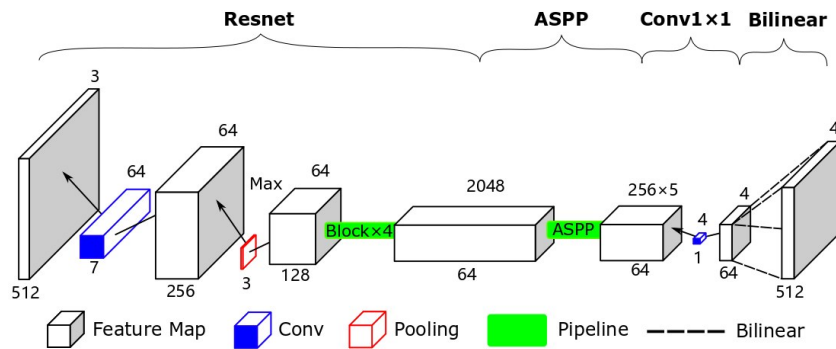 Resnet ASPP Conv1×1 Bilinear
3 64 64 Max 64 2048 256×5 4 4 4
Block×4 ASPP
512 7 256 3 128 64 64 1 64 512
Feature Map Conv Pooling Pipeline Bilinear